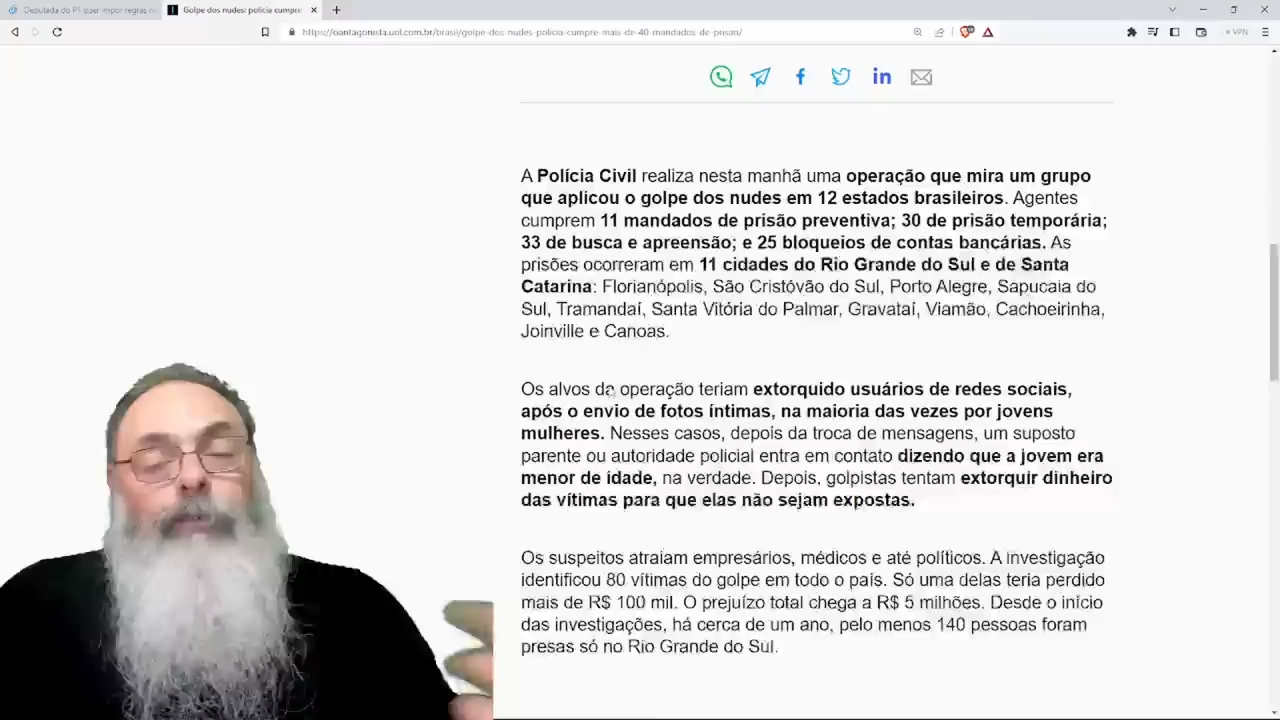 Deputada do PT quer impor regras n
Golpe dos nudes: polícia cumpre
https://oantagonista.uol.com.br/brasil/golpe-dos-nudes-policia-cumpre-mais-de-40-mandados-de-prisao/
VPN
A Polícia Civil realiza nesta manhã uma operação que mira um grupo
que aplicou o golpe dos nudes em 12 estados brasileiros. Agentes
cumprem 11 mandados de prisão preventiva; 30 de prisão temporária;
33 de busca e apreensão; e 25 bloqueios de contas bancárias. As
prisões ocorreram em 11 cidades do Rio Grande do Sul e de Santa
Catarina: Florianópolis, São Cristóvão do Sul, Porto Alegre, Sapucaia do
Sul, Tramandaí, Santa Vitória do Palmar, Gravataí, Viamão, Cachoeirinha,
Joinville e Canoas.
Os alvos da operação teriam extorquido usuários de redes sociais,
após o envio de fotos íntimas, na maioria das vezes por jovens
mulheres. Nesses casos, depois da troca de mensagens, um suposto
parente ou autoridade policial entra em contato dizendo que a jovem era
menor de idade, na verdade. Depois, golpistas tentam extorquir dinheiro
das vítimas para que elas não sejam expostas.
Os suspeitos atraíam empresários, médicos e até políticos. A investigação
identificou 80 vítimas do golpe em todo o país. Só uma delas teria perdido
mais de R$ 100 mil. O prejuízo total chega a R$ 5 milhões. Desde o início
das investigações, há cerca de um ano, pelo menos 140 pessoas foram
presas só no Rio Grande do Sul.